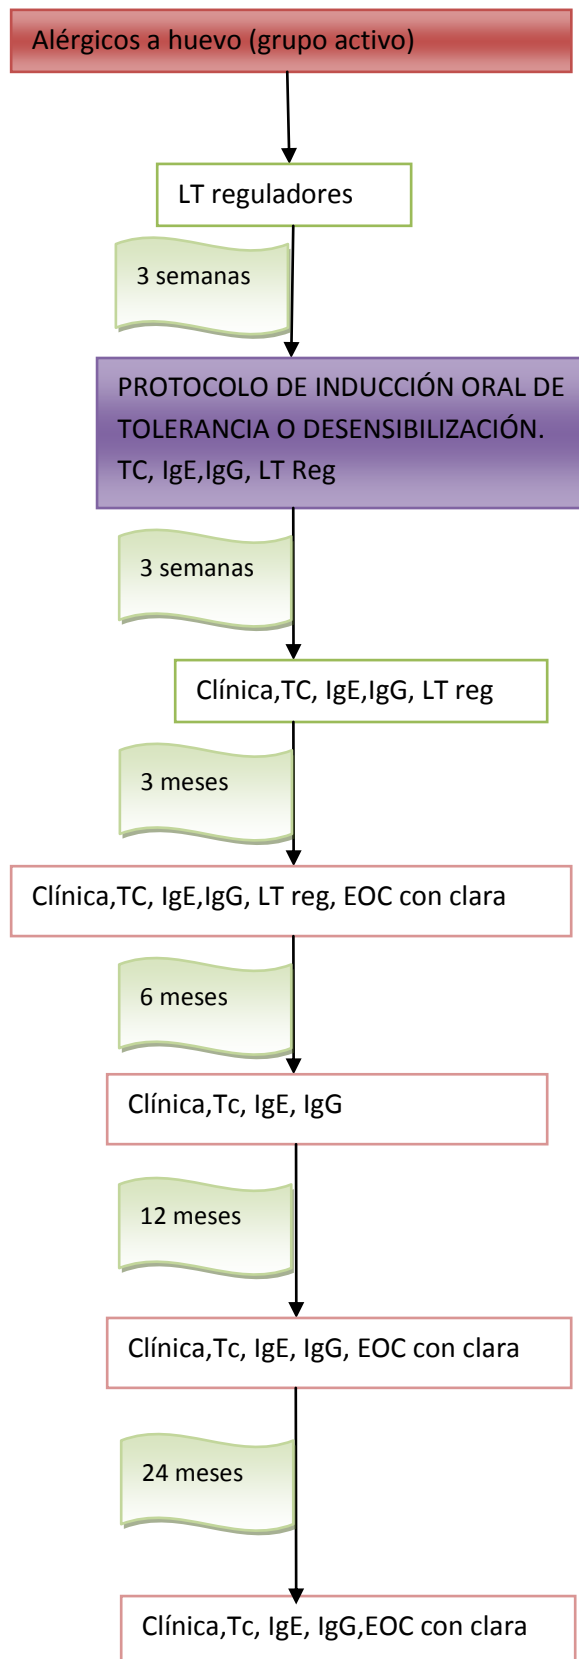 Alérgicos a huevo (grupo activo)
LT reguladores
3 semanas
PROTOCOLO DE INDUCCIÓN ORAL DE
TOLERANCIA O DESENSIBILIZACIÓN.
TC, IgE,IgG, LT Reg
3 semanas
Clínica,TC, IgE,IgG, LT reg
3 meses
Clínica,TC, IgE,IgG, LT reg, EOC con clara
6 meses
Clínica,Tc, IgE, IgG
12 meses
Clínica,Tc, IgE, IgG, EOC con clara
24 meses
Clínica,Tc, IgE, IgG,EOC con clara